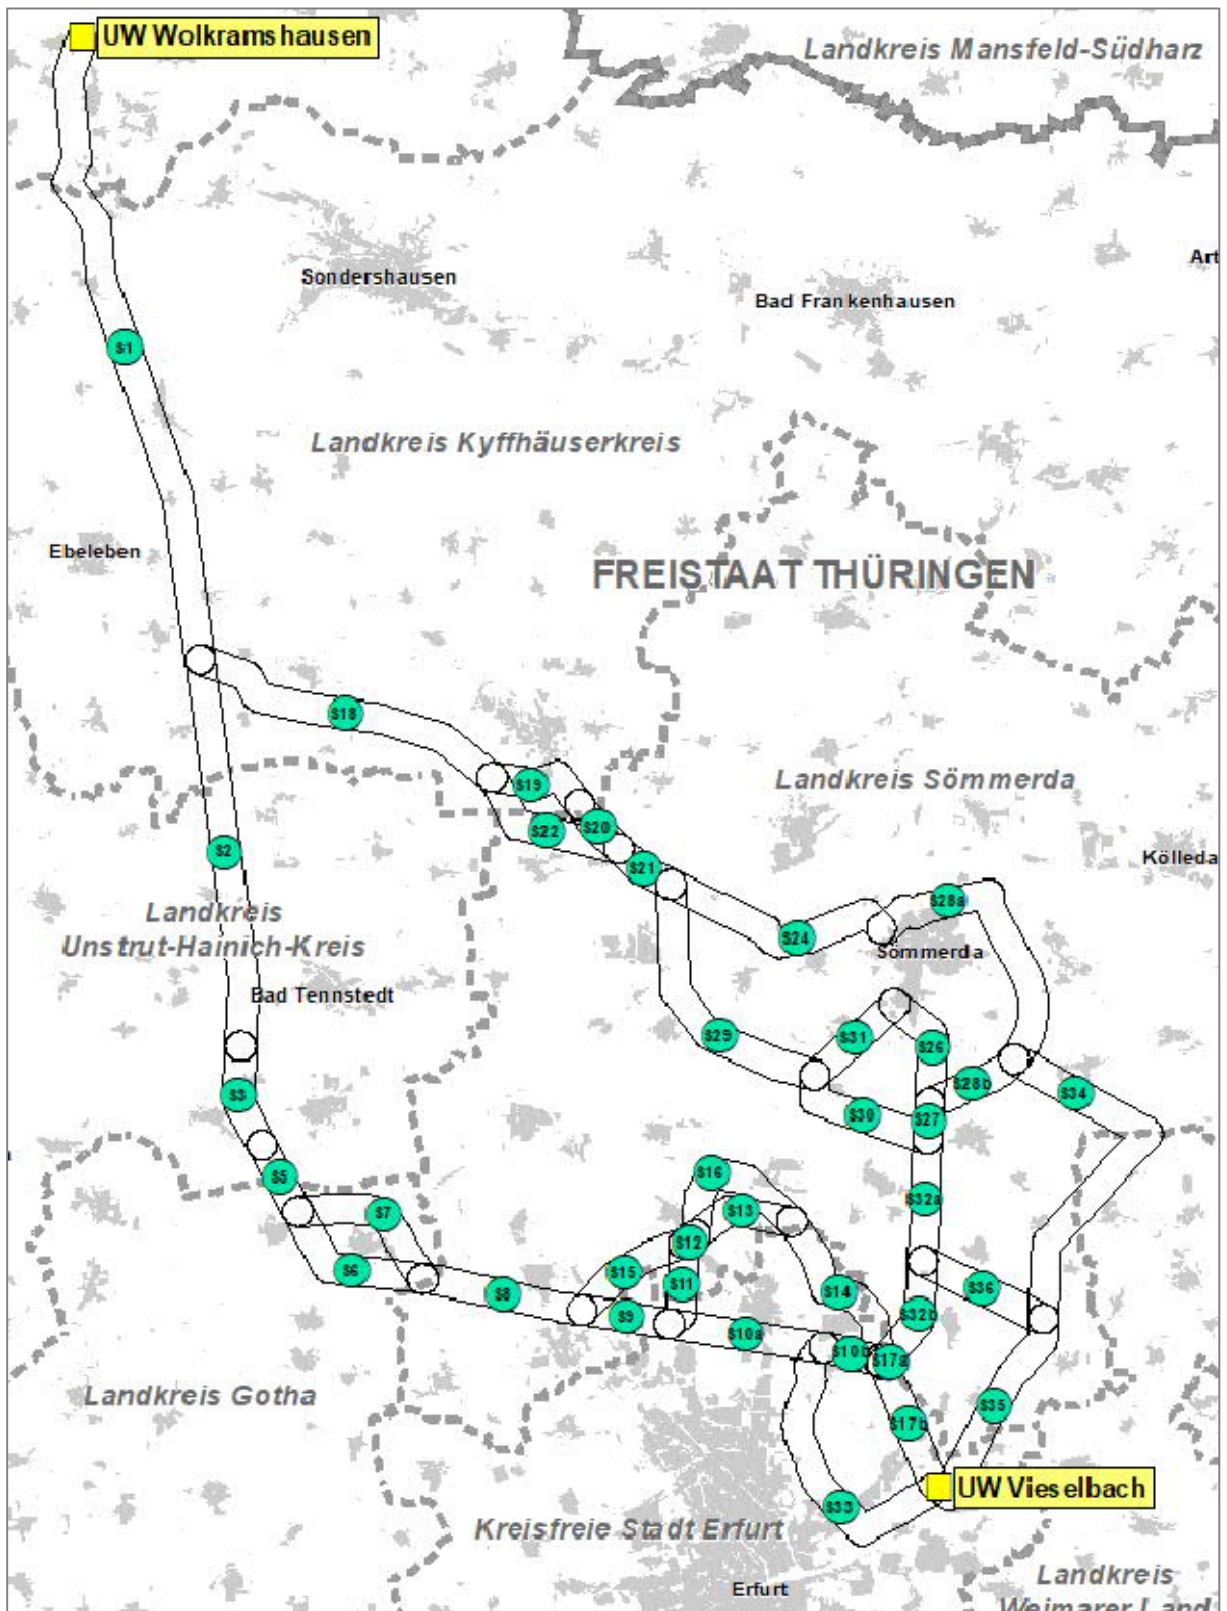 UW Wolkramshausen
Landkreis Mansfeld-Südharz
Art
Sondershausen
Bad Frankenhausen
S1
Landkreis Kyffhäuserkreis
Ebeleben
FREISTAAT THÜRINGEN
S18
Landkreis Sömmerda
S19
S20
S22
S2
S21
Kölleda
S28a
Landkreis
Unstrut-Hainich-Kreis
S24
Sömmerda
Bad Tennstedt
S29
S31
S26
S28b
S3
S34
S30
S27
S5
S16
S32a
S7
S13
S12
S6
S15
S11
S8
S14
S36
S9
S32b
S10a
S10b
S17a
Landkreis Gotha
S35
S17b
UW Vieselbach
S33
Kreisfreie Stadt Erfurt
Erfurt
Landkreis
Weimarer Land